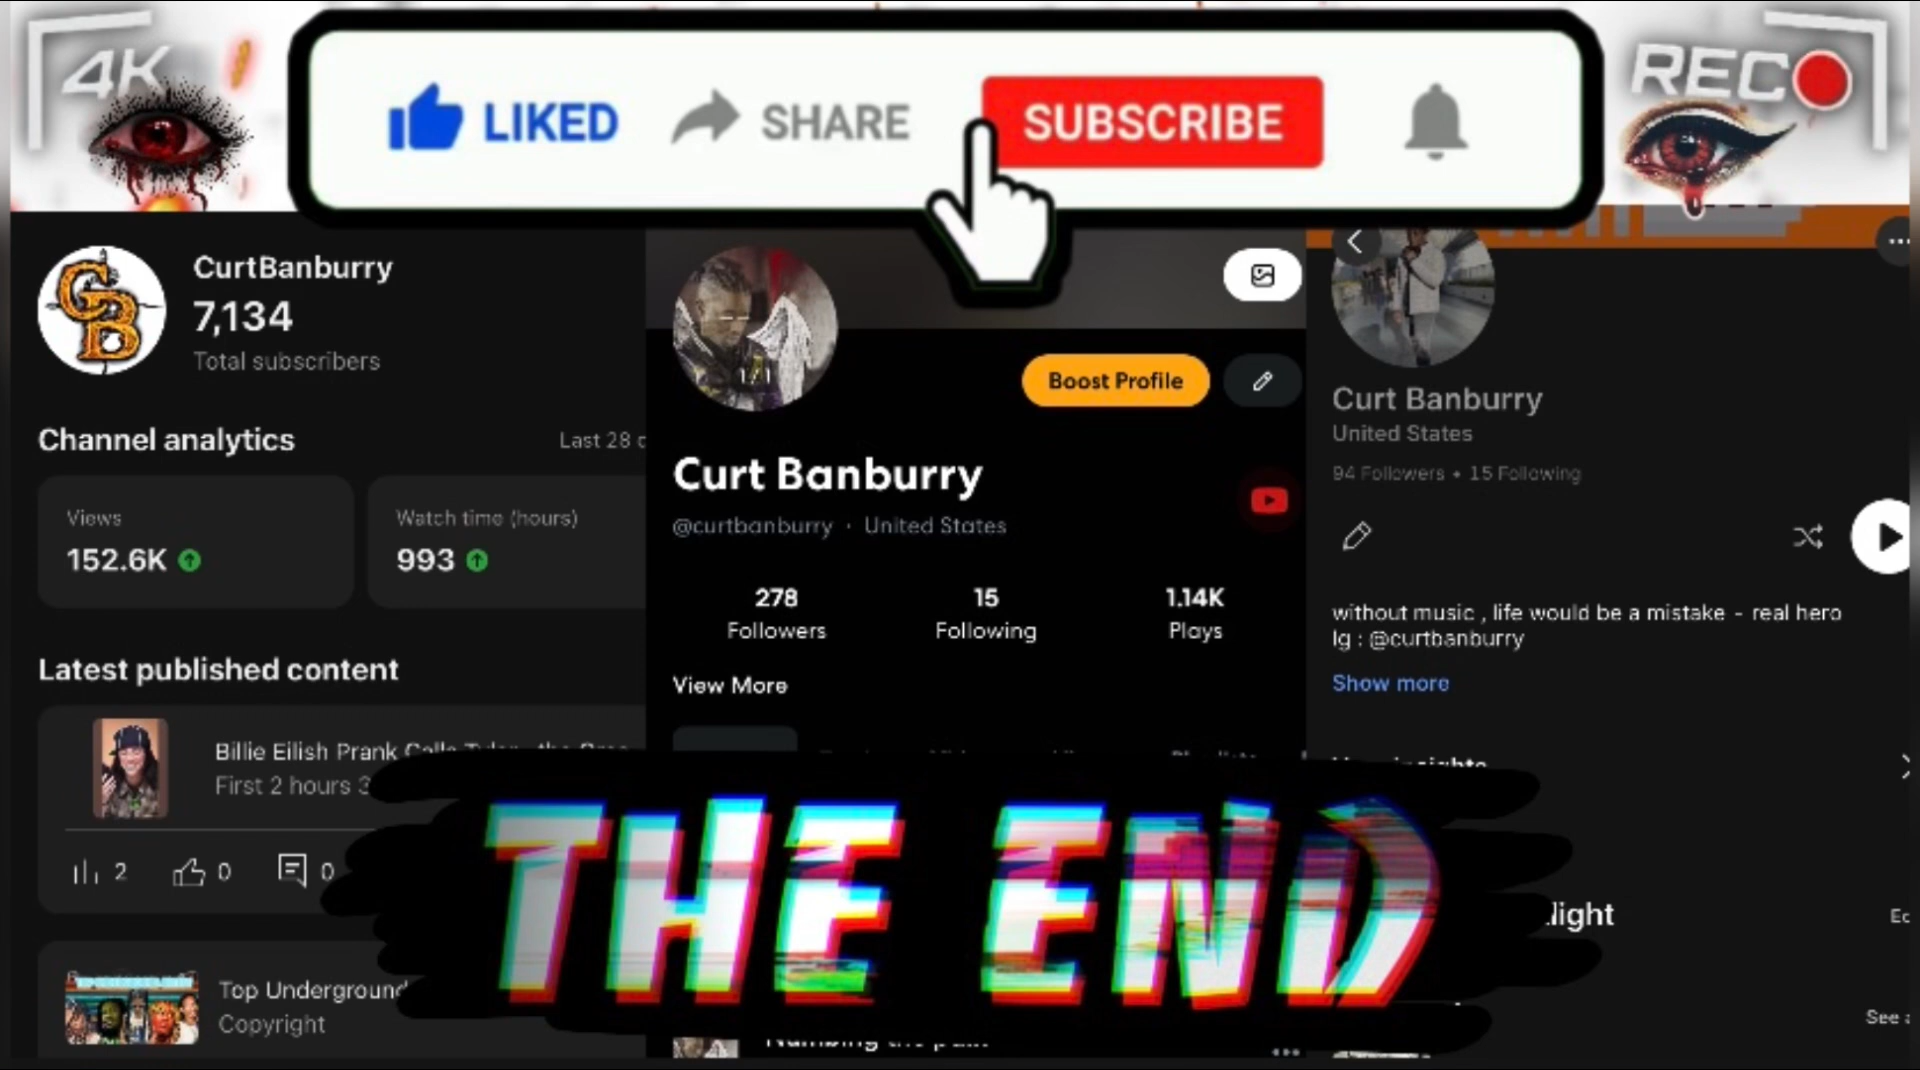 4K
LIKED
SHARE
SUBSCRIBE
REC
CB
CurtBanburry
7,134
Total subscribers
Channel analytics
Last 28
Views
152.6K
Watch time (hours)
993
Latest published content
Billie Eilish Prank
First 2 hours
2
0
0
Top Underground
Copyright
Boost Profile
Curt Banburry
@curtbanburry · United States
278
Followers
15
Following
1.14K
Plays
View More
Curt Banburry
United States
94 Followers • 15 Following
without music , life would be a mistake - real hero
Ig : @curtbanburry
Show more
See
THE END